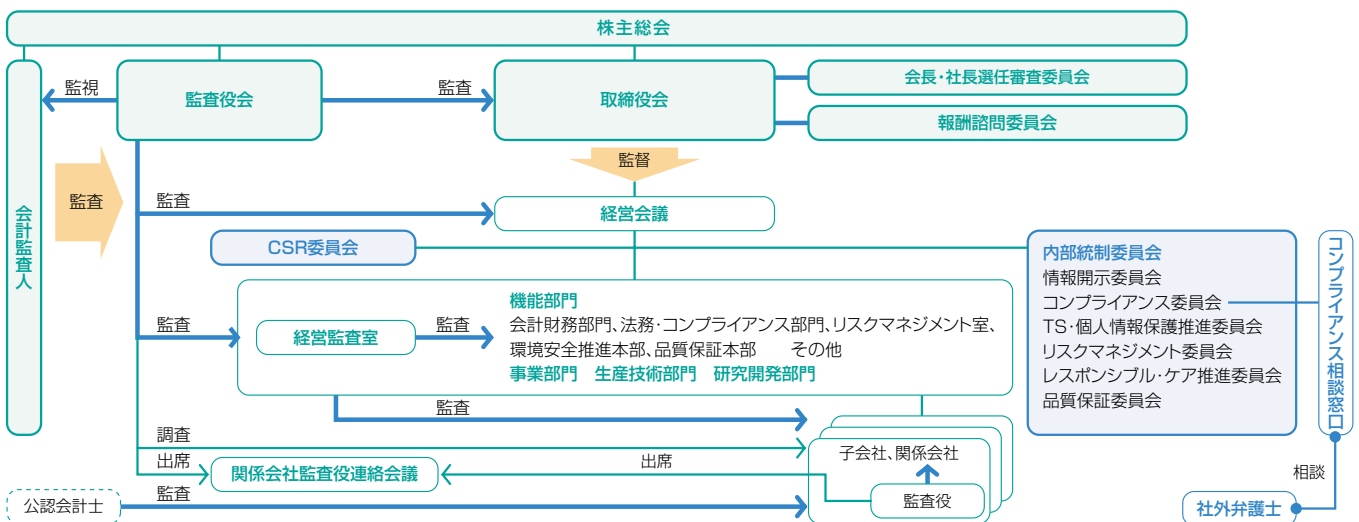 株主総会
監視
監査役会
監査
取締役会
会長・社長選任審査委員会
報酬諮問委員会
監督
監査
会計監査人
監査
経営会議
CSR委員会
内部統制委員会
情報開示委員会
コンプライアンス委員会
TS・個人情報保護推進委員会
リスクマネジメント委員会
レスポンシブル・ケア推進委員会
品質保証委員会
コンプライアンス相談窓口
監査
経営監査室
監査
機能部門
会計財務部門、法務・コンプライアンス部門、リスクマネジメント室、
環境安全推進本部、品質保証本部　　その他
事業部門　生産技術部門　研究開発部門
監査
調査
出席
関係会社監査役連絡会議
出席
子会社、関係会社
監査役
公認会計士
監査
相談
社外弁護士